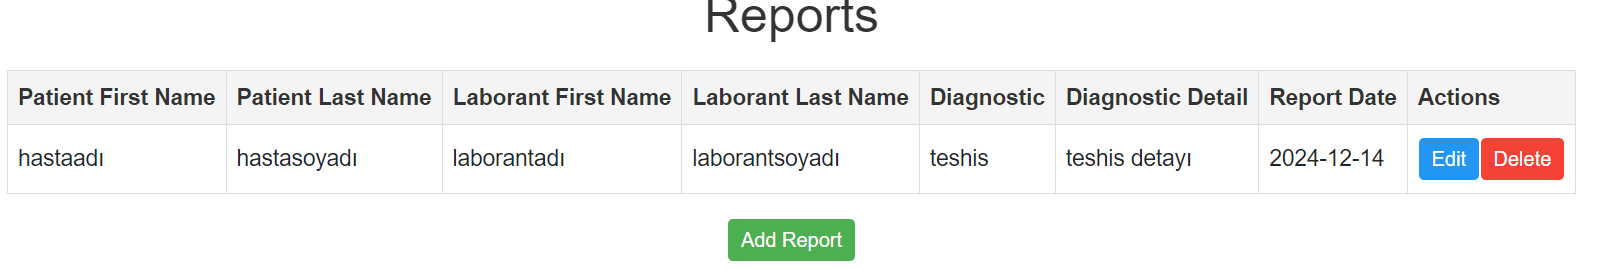 Reports
Patient First Name Patient Last Name Laborant First Name Laborant Last Name Diagnostic Diagnostic Detail Report Date Actions
hastaadı hastasoyadı laborantadı laborantsoyadı teshis teshis detayı 2024-12-14 Edit Delete
Add Report